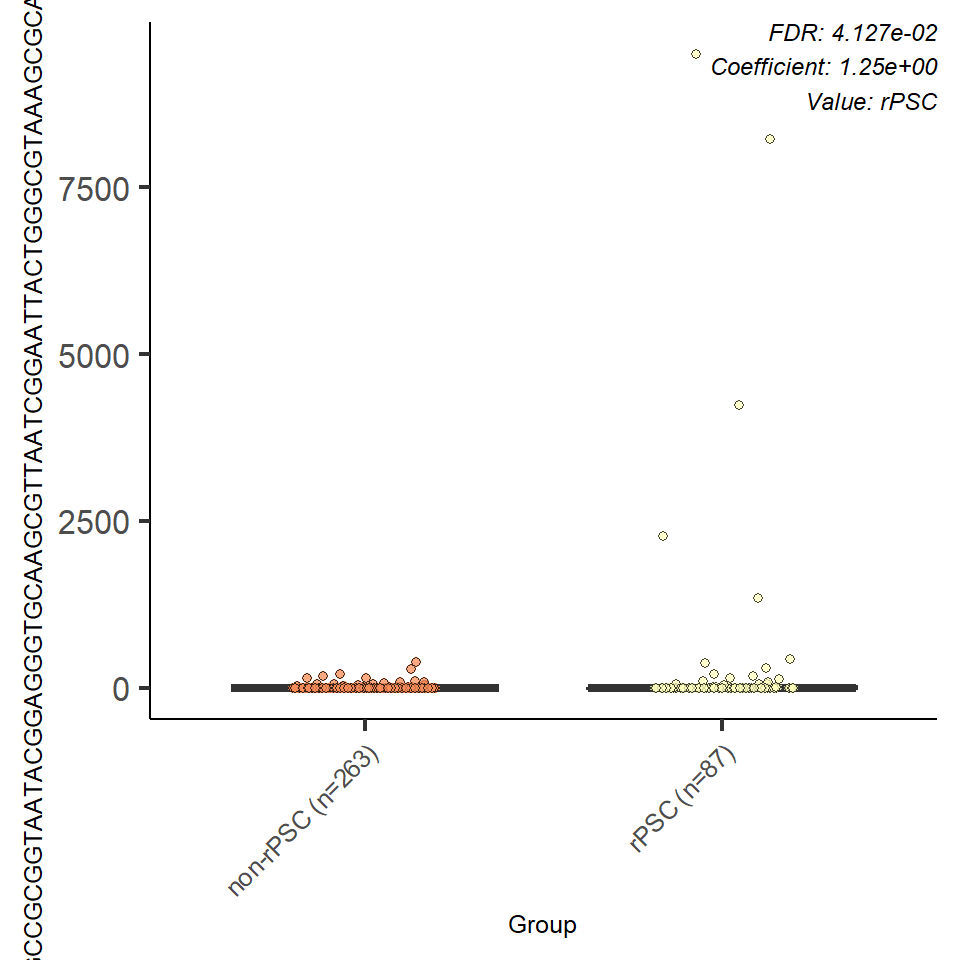 GCCGCGGTAATACGGAGGGTGCAAGCGTTAATCGGAATTACTGGGCGTAAAGCGCA
FDR: 4.127e-02
Coefficient: 1.25e+00
Value: rPSC
7500
5000
2500
0
non-rPSC (n=263)
rPSC (n=87)
Group